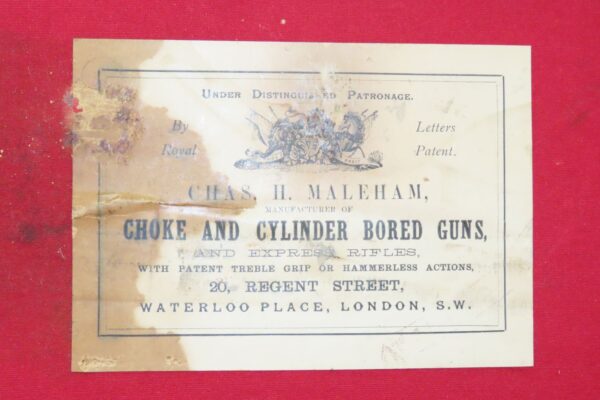 UNDER DISTINGUISHED PATRONAGE.
By Royal
Letters Patent.
CHAS. H. MALEHAM,
MANUFACTURER OF
CHOKE AND CYLINDER BORED GUNS,
AND EXPRESS RIFLES,
WITH PATENT TREBLE GRIP OR HAMMERLESS ACTIONS,
20, REGENT STREET,
WATERLOO PLACE, LONDON, S.W.